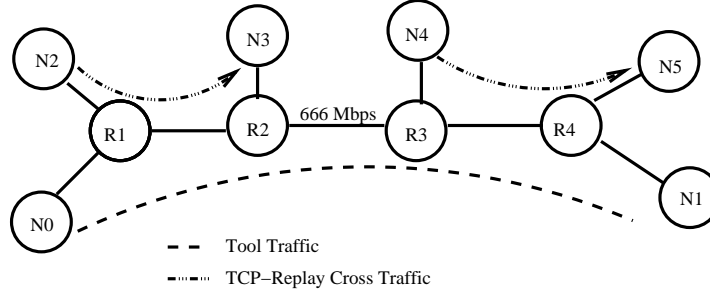 N2
N3
N4
N5
R1
R2
666 Mbps
R3
R4
N0
N1
Tool Traffic
TCP−Replay Cross Traffic